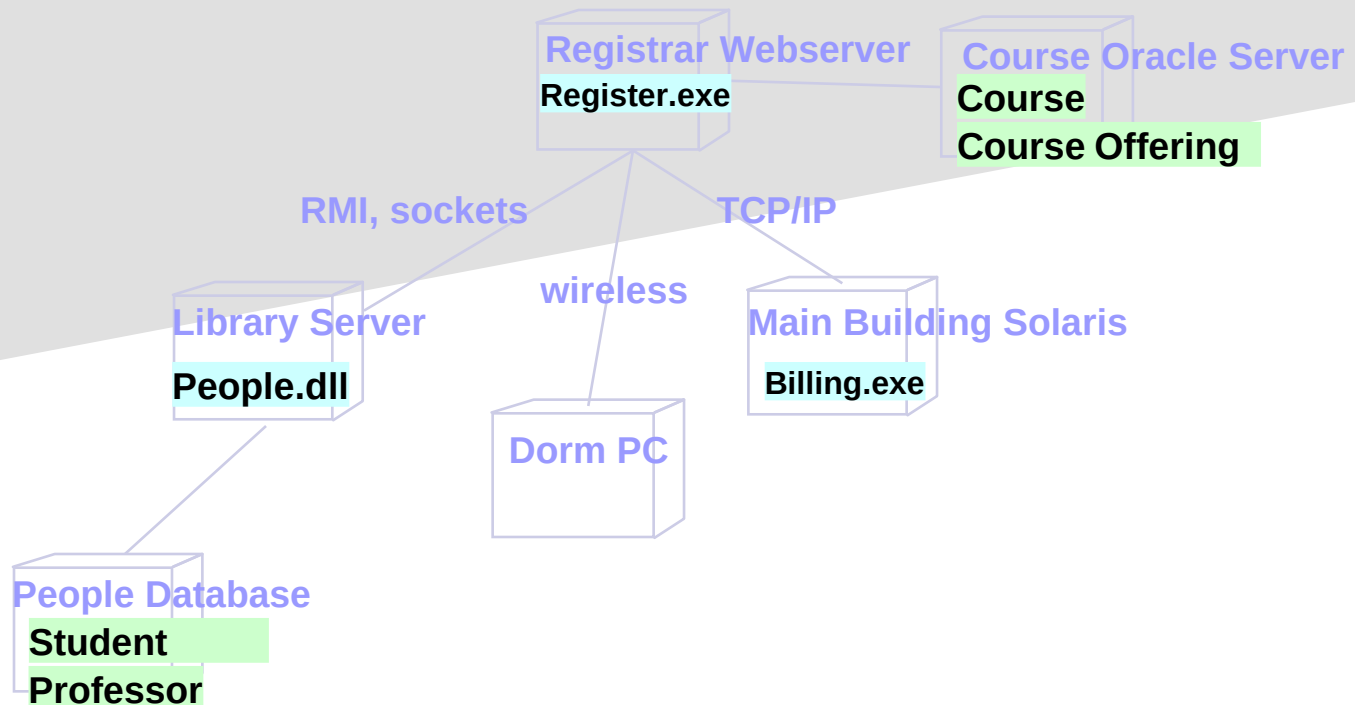 Registrar Webserver
Register.exe
Course Oracle Server
Course
Course Offering
RMI, sockets
TCP/IP
wireless
Library Server
People.dll
Main Building Solaris
Billing.exe
Dorm PC
People Database
Student
Professor